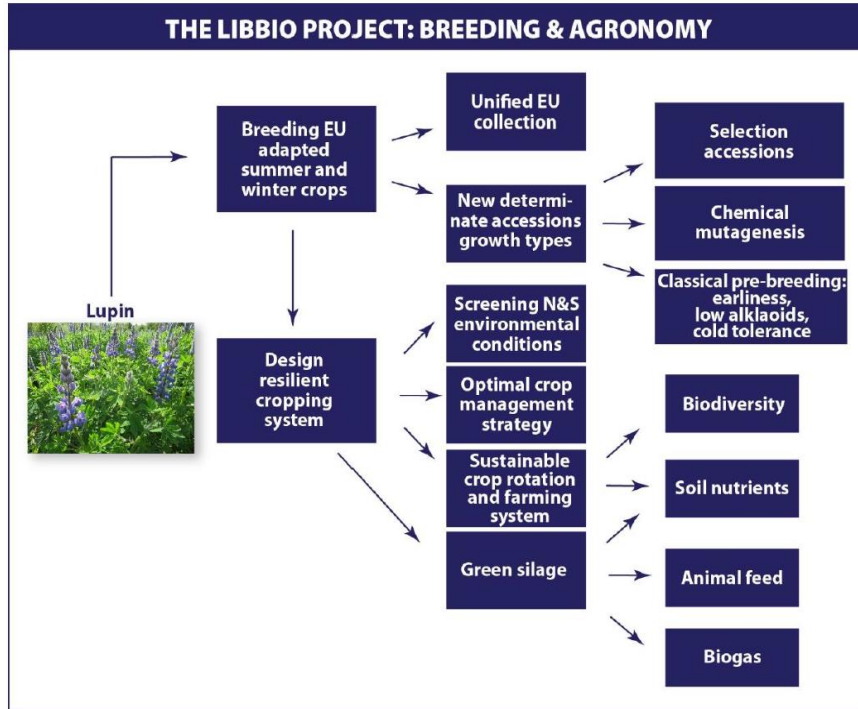 THE LIBBIO PROJECT: BREEDING & AGRONOMY
Breeding EU
adapted
summer and
winter crops
Unified EU
collection
New determi-
nate accessions
growth types
Selection
accessions
Chemical
mutagenesis
Classical pre-breeding:
earliness,
low alklaoids,
cold tolerance
Lupin
Design
resilient
cropping
system
Screening N&S
environmental
conditions
Optimal crop
management
strategy
Sustainable
crop rotation
and farming
system
Green silage
Biodiversity
Soil nutrients
Animal feed
Biogas